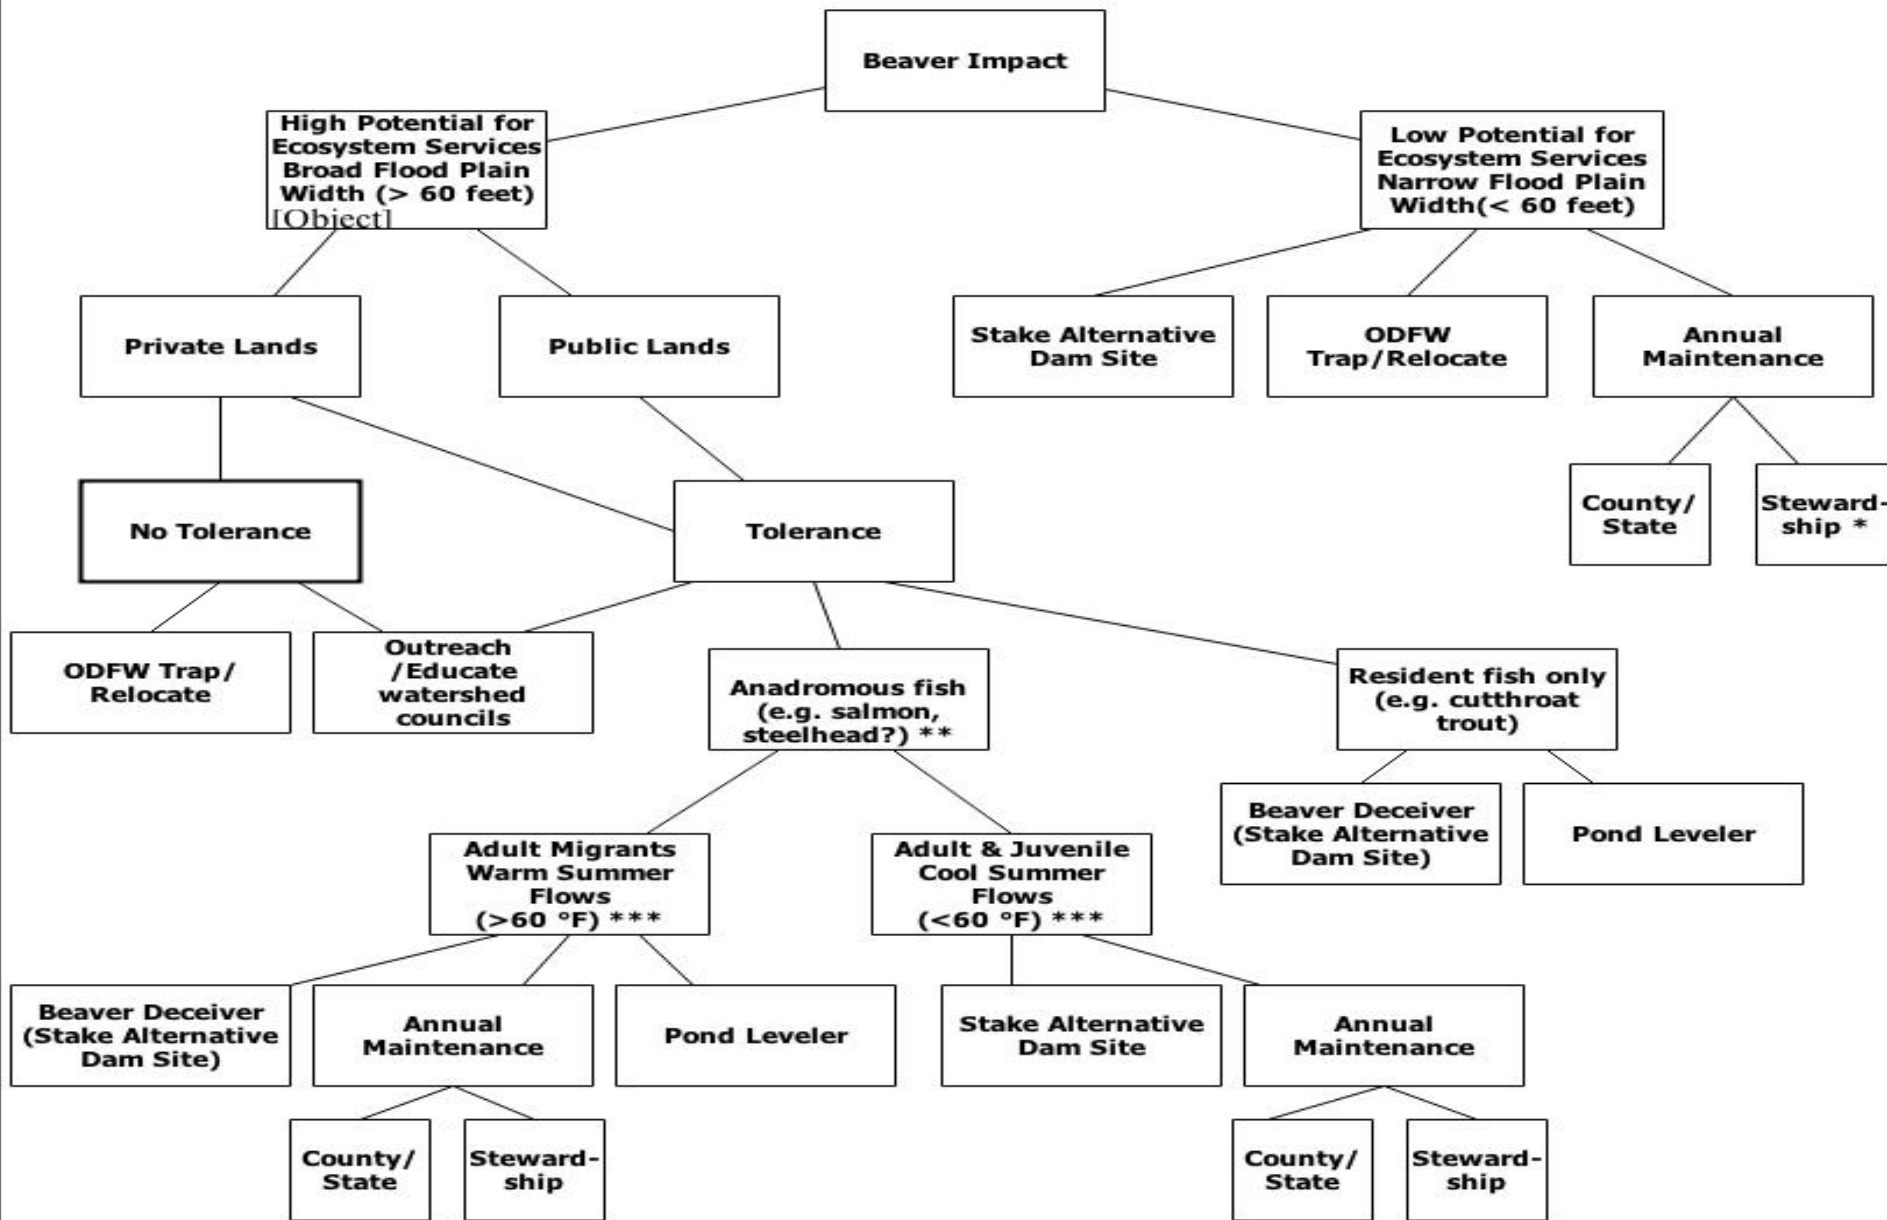 Beaver Impact
High Potential for
Ecosystem Services
Broad Flood Plain
Width (> 60 feet)
[Object]
Low Potential for
Ecosystem Services
Narrow Flood Plain
Width(< 60 feet)
Private Lands
Public Lands
Stake Alternative
Dam Site
ODFW
Trap/Relocate
Annual
Maintenance
County/
State
Steward-
ship *
No Tolerance
Tolerance
ODFW Trap/
Relocate
Outreach
/Educate
watershed
councils
Anadromous fish
(e.g. salmon,
steelhead?) **
Resident fish only
(e.g. cutthroat
trout)
Beaver Deceiver
(Stake Alternative
Dam Site)
Pond Leveler
Adult Migrants
Warm Summer
Flows
(>60 °F) ***
Adult & Juvenile
Cool Summer
Flows
(<60 °F) ***
Beaver Deceiver
(Stake Alternative
Dam Site)
Annual
Maintenance
Pond Leveler
Stake Alternative
Dam Site
Annual
Maintenance
County/
State
Steward-
ship
County/
State
Steward-
ship